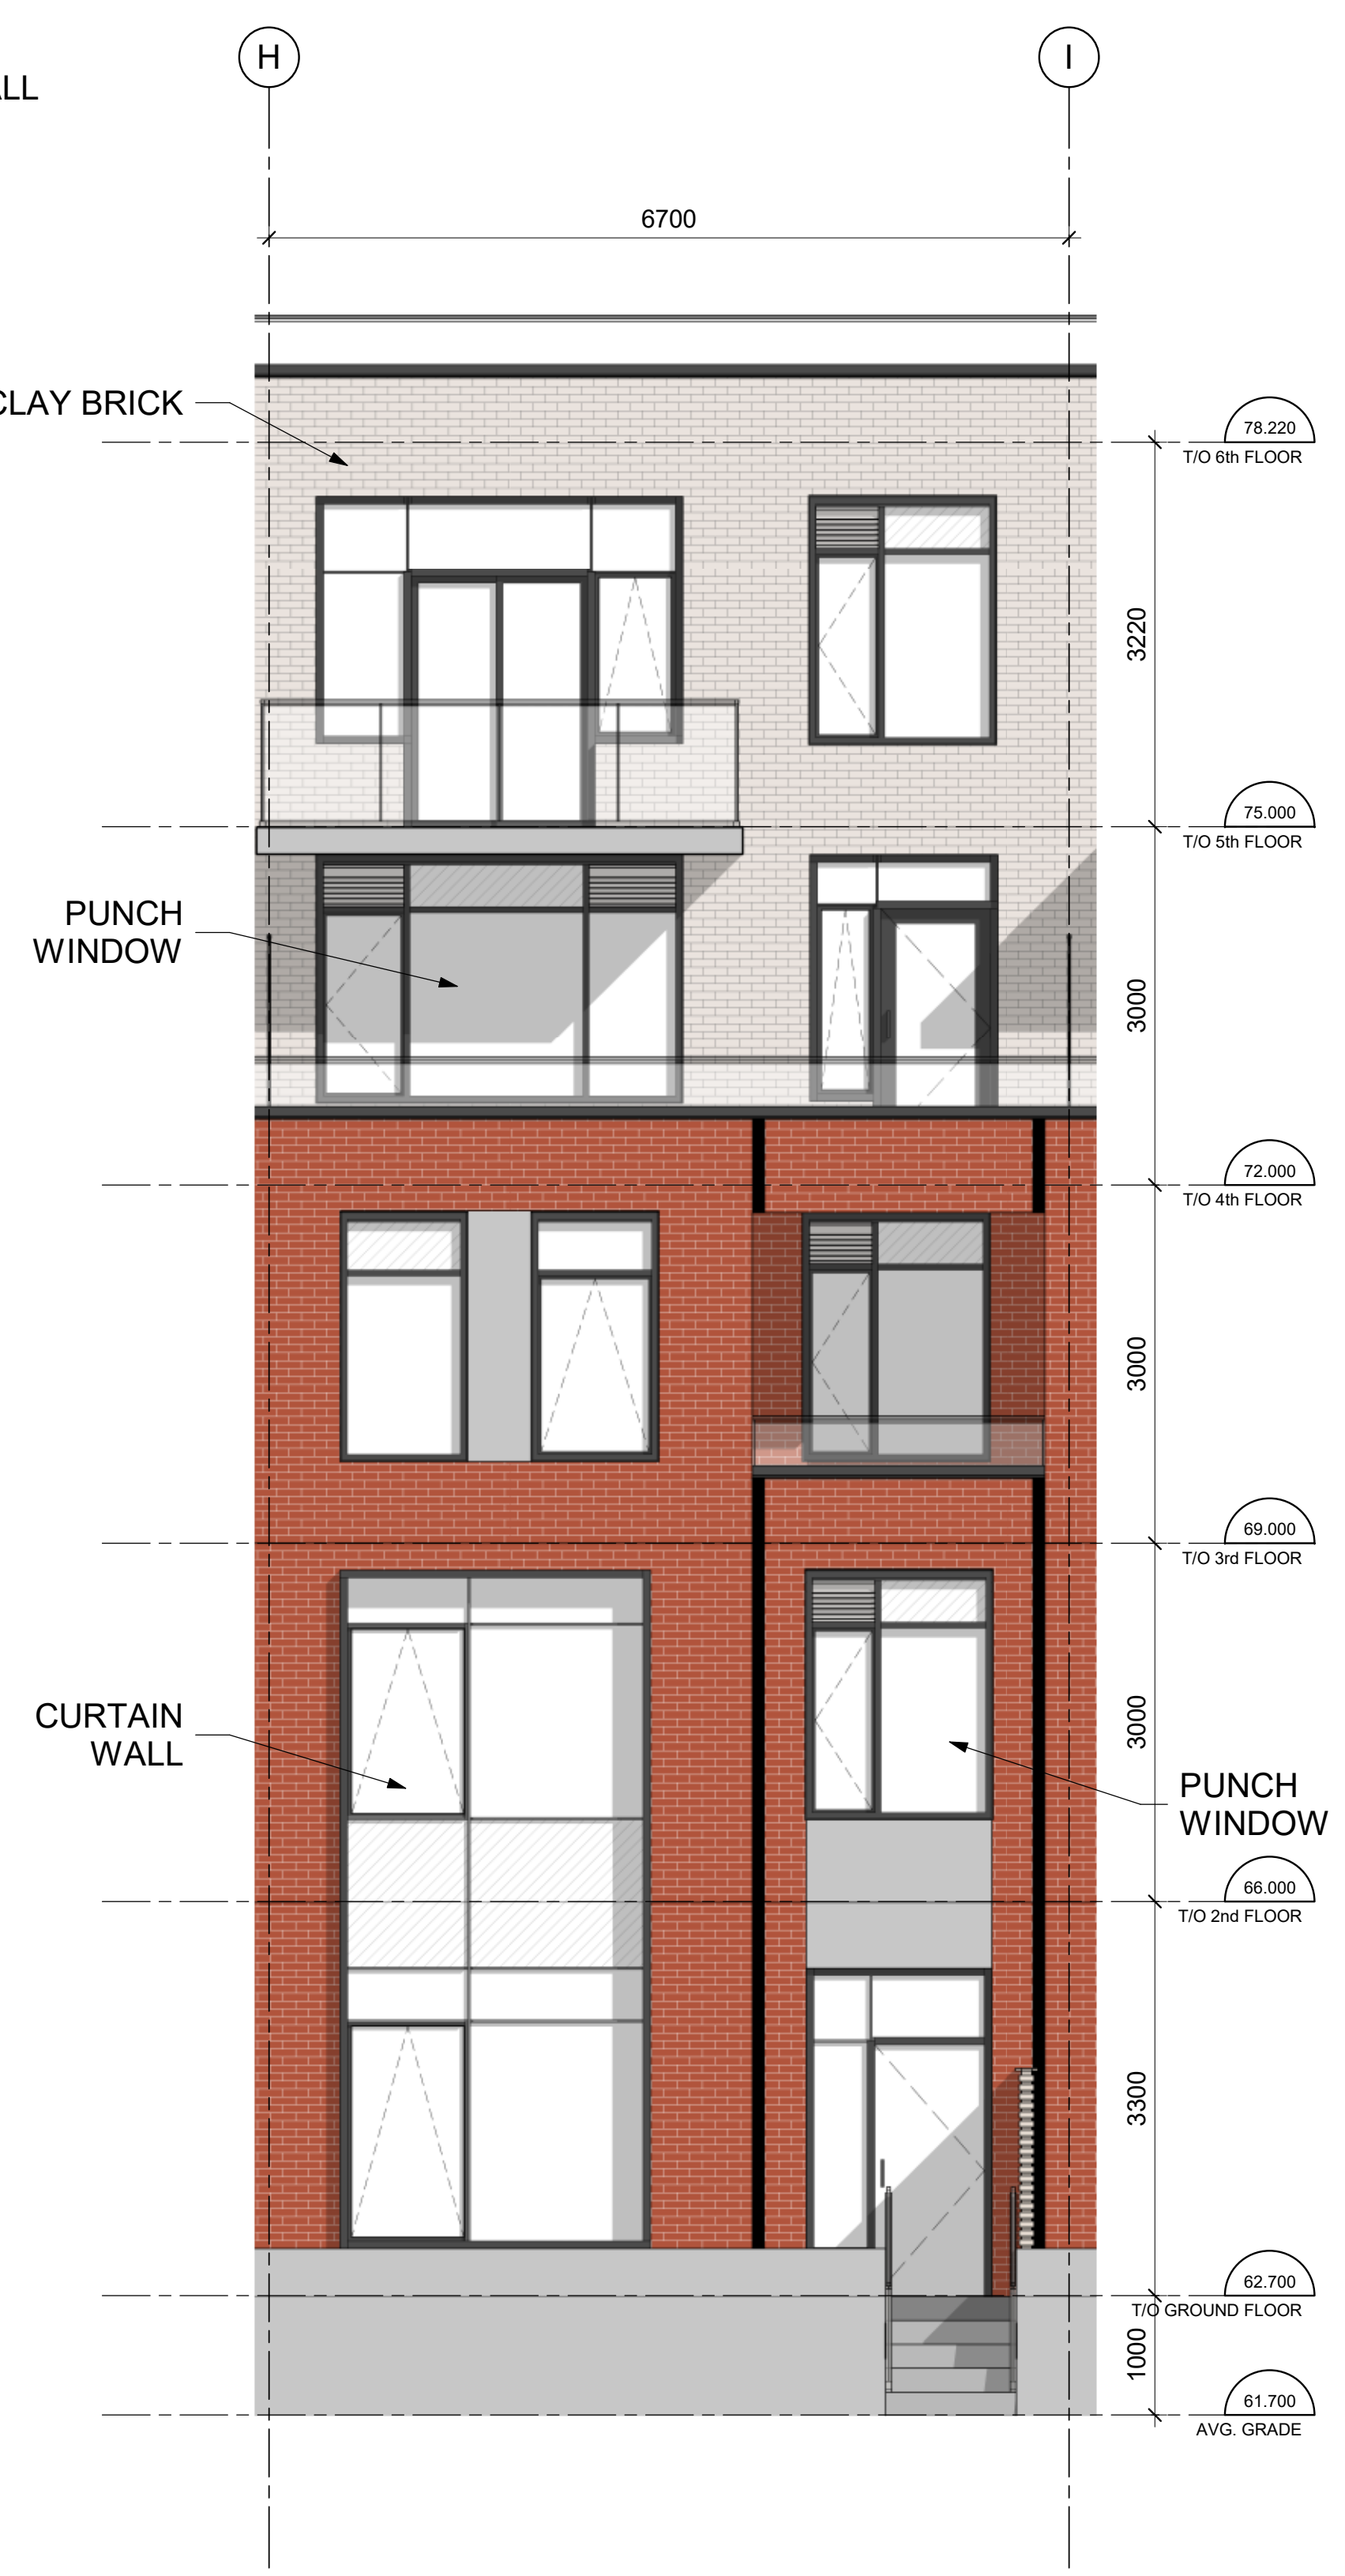 H
I
6700
CLAY BRICK
78.220
T/O 6th FLOOR
3220
75.000
T/O 5th FLOOR
PUNCH
WINDOW
3000
72.000
T/O 4th FLOOR
3000
69.000
T/O 3rd FLOOR
CURTAIN
WALL
3000
PUNCH
WINDOW
66.000
T/O 2nd FLOOR
3300
62.700
T/O GROUND FLOOR
1000
61.700
AVG. GRADE